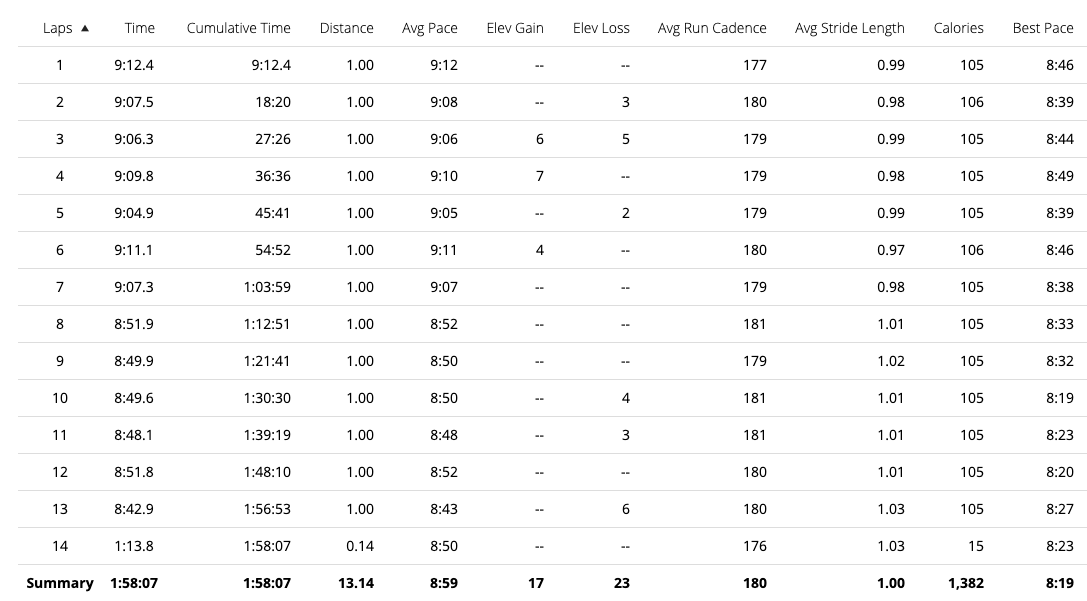 Laps ▲ Time Cumulative Time Distance Avg Pace Elev Gain Elev Loss Avg Run Cadence Avg Stride Length Calories Best Pace
1 9:12.4 9:12.4 1.00 9:12 -- -- 177 0.99 105 8:46
2 9:07.5 18:20 1.00 9:08 -- 3 180 0.98 106 8:39
3 9:06.3 27:26 1.00 9:06 6 5 179 0.99 105 8:44
4 9:09.8 36:36 1.00 9:10 7 -- 179 0.98 105 8:49
5 9:04.9 45:41 1.00 9:05 -- 2 179 0.99 105 8:39
6 9:11.1 54:52 1.00 9:11 4 -- 180 0.97 106 8:46
7 9:07.3 1:03:59 1.00 9:07 -- -- 179 0.98 105 8:38
8 8:51.9 1:12:51 1.00 8:52 -- -- 181 1.01 105 8:33
9 8:49.9 1:21:41 1.00 8:50 -- -- 179 1.02 105 8:32
10 8:49.6 1:30:30 1.00 8:50 -- 4 181 1.01 105 8:19
11 8:48.1 1:39:19 1.00 8:48 -- 3 181 1.01 105 8:23
12 8:51.8 1:48:10 1.00 8:52 -- -- 180 1.01 105 8:20
13 8:42.9 1:56:53 1.00 8:43 -- 6 180 1.03 105 8:27
14 1:13.8 1:58:07 0.14 8:50 -- -- 176 1.03 15 8:23
Summary 1:58:07 1:58:07 13.14 8:59 17 23 180 1.00 1,382 8:19